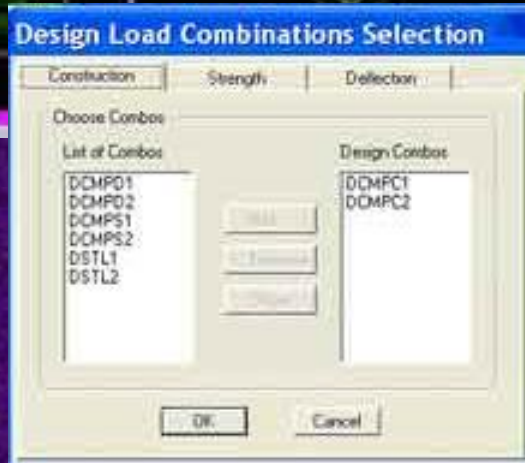 Design Load Combinations Selection
Construction Strength Deflection
Choose Combos
List of Combos Design Combos
DCMPD1 DCMPC1
DCMPD2 DCMPC2
DCMPS1
DCMPS2
DSTL1
DSTL2
OK Cancel